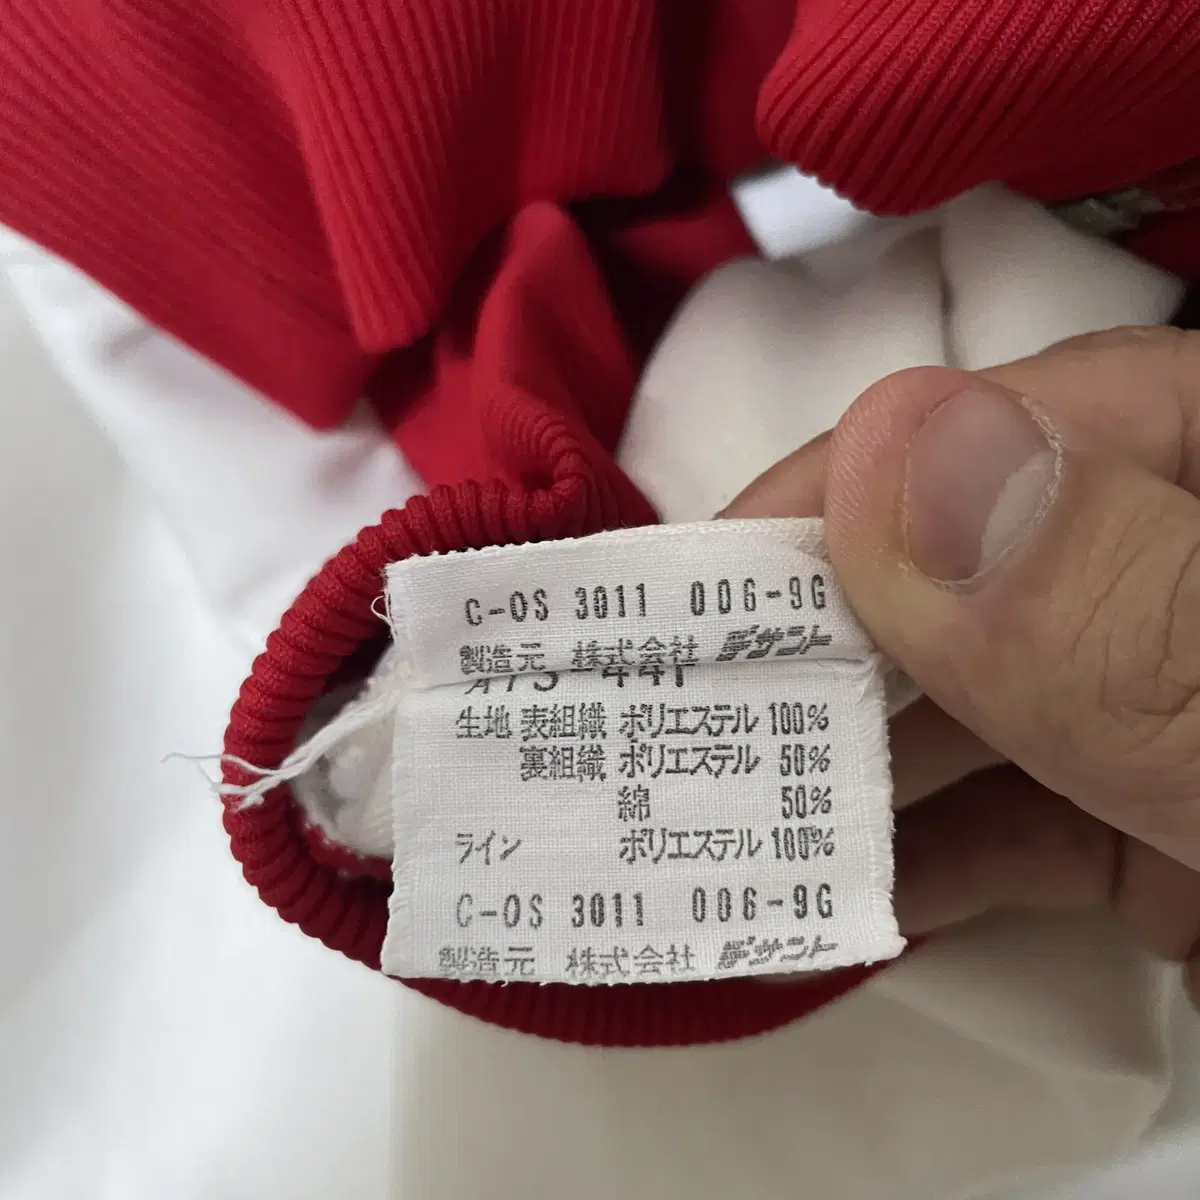 C-OS 3011 006-9G
製造元 株式会社 デサント
生地 表組織 ポリエステル 100%
裏組織 ポリエステル 50%
綿 50%
ライン ポリエステル 100%
C-OS 3011 006-9G
製造元 株式会社 デサント